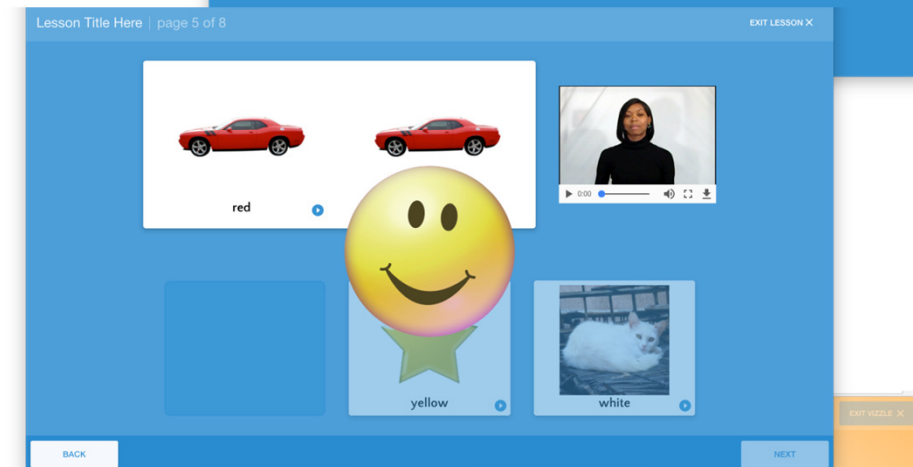 Lesson Title Here | page 5 of 8
EXIT LESSON X
red
0:00
yellow
white
BACK
NEXT
EXIT VIZZLE X